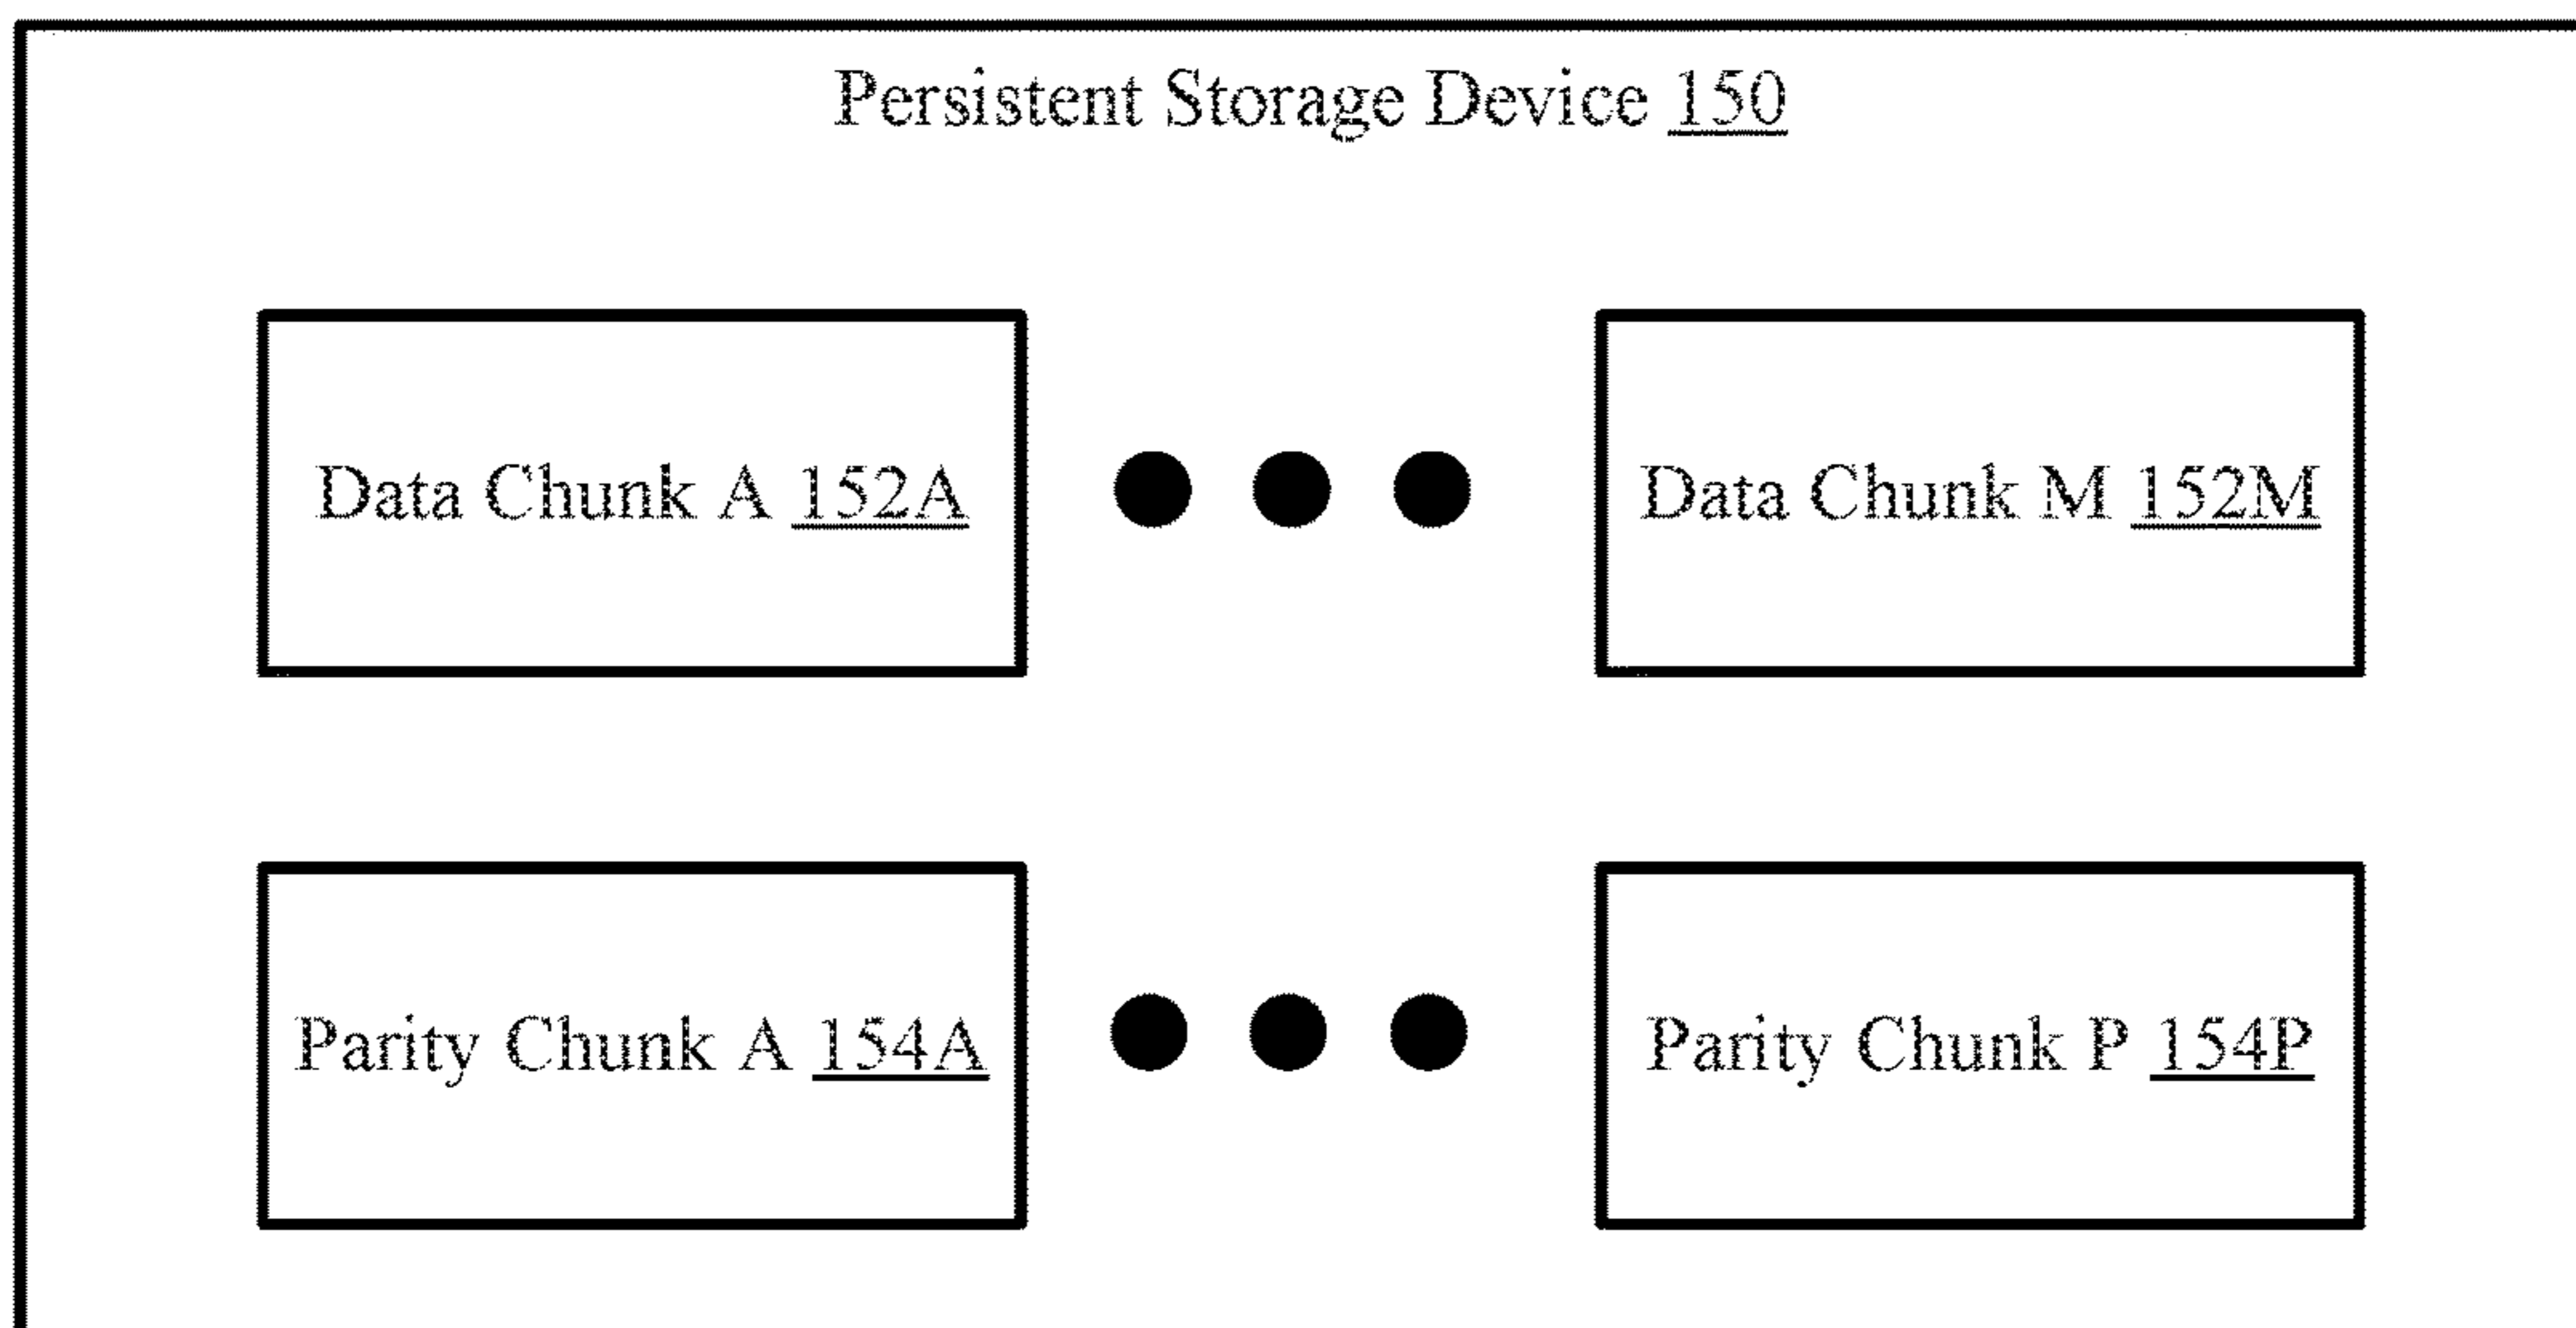 Persistent Storage Device 150
Data Chunk A 152A
Data Chunk M 152M
Parity Chunk A 154A
Parity Chunk P 154P